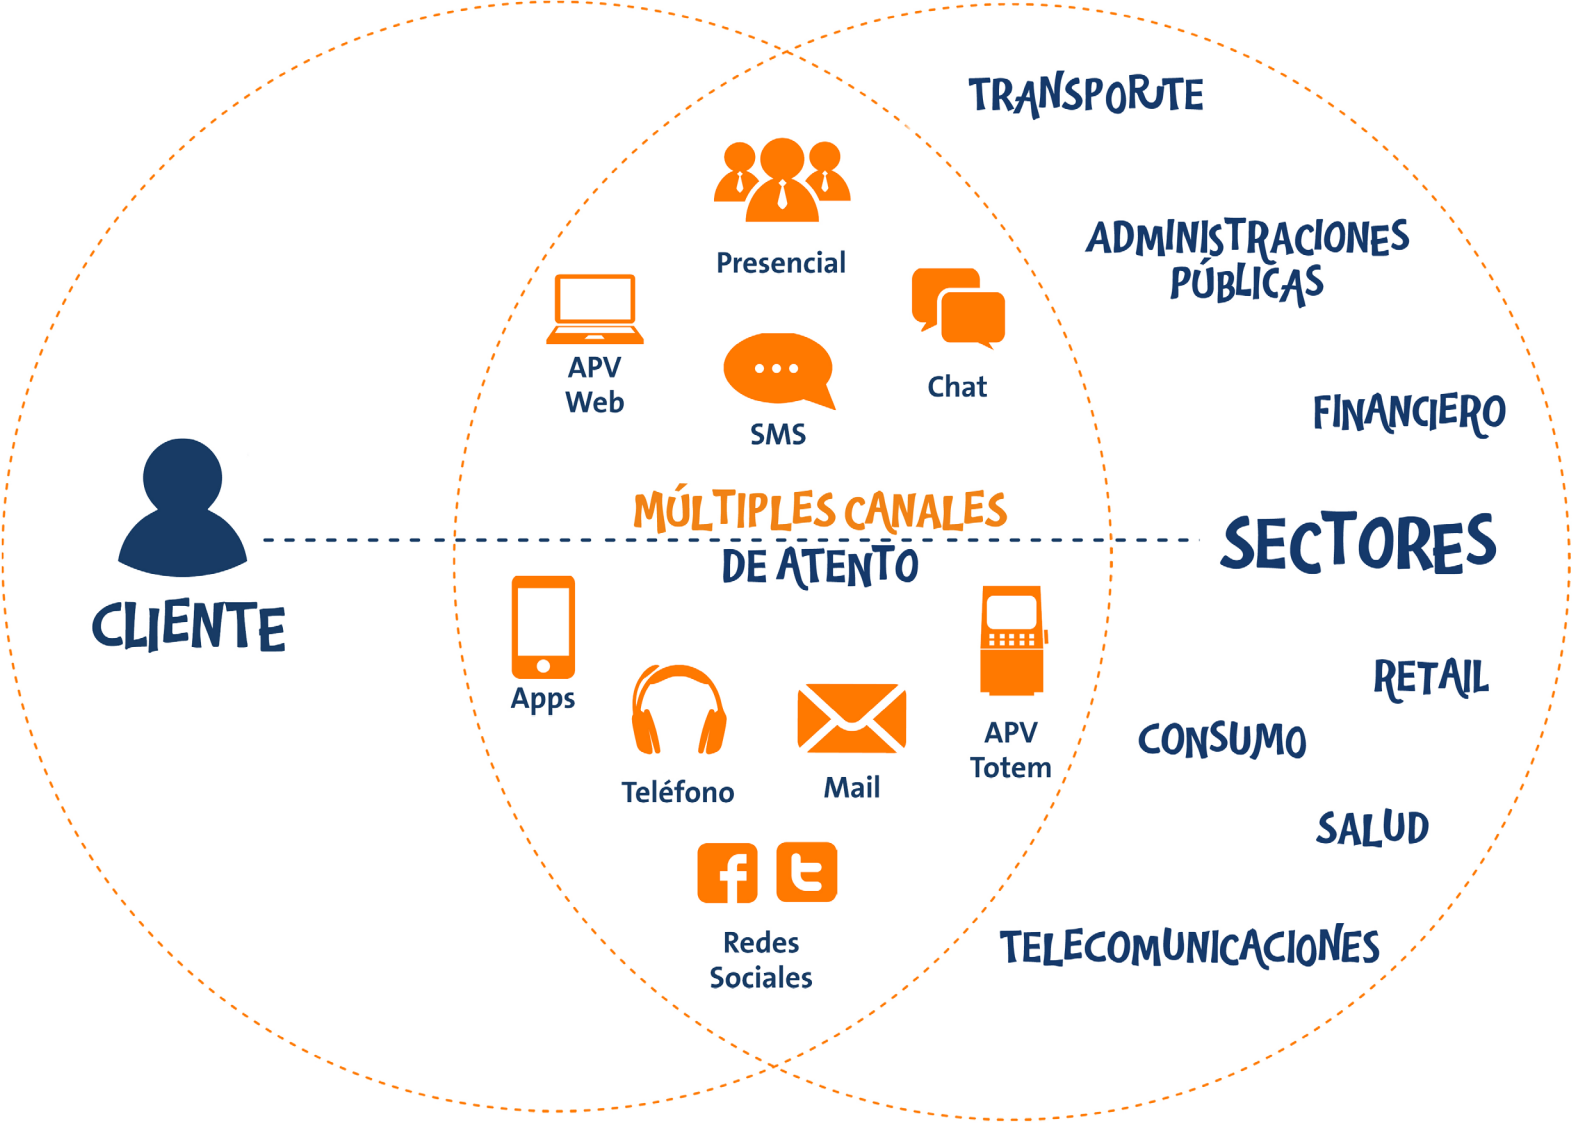 TRANSPORTE
ADMINISTRACIONES
PÚBLICAS
Presencial
APV
Web
Chat
SMS
FINANCIERO
MÚLTIPLES CANALES
DE ATENTO
SECTORES
CLIENTE
Apps
Teléfono
Mail
APV
Totem
RETAIL
CONSUMO
SALUD
Redes
Sociales
TELECOMUNICACIONES